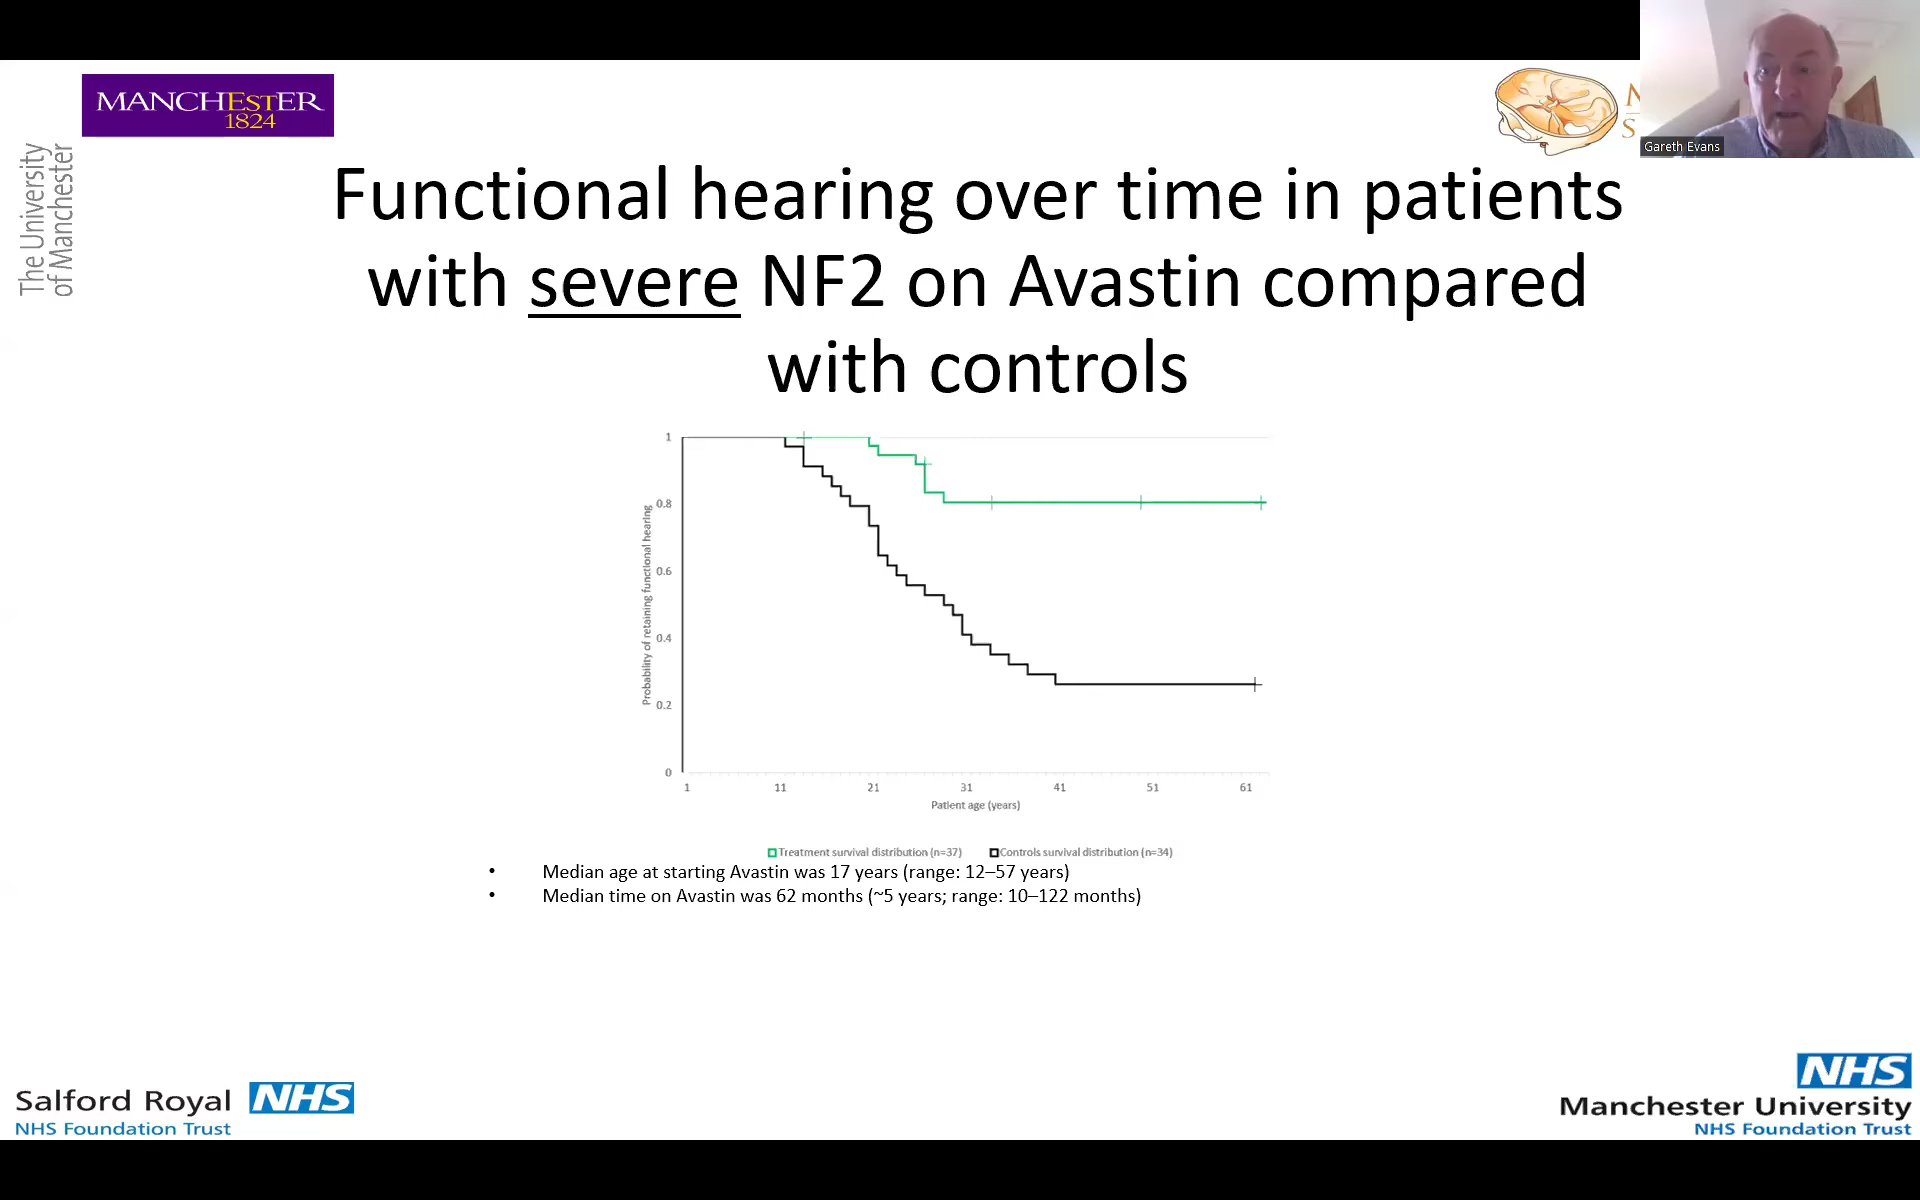 MANCHESTER
1824
The University
of Manchester
Gareth Evans
Functional hearing over time in patients
with severe NF2 on Avastin compared
with controls
Probability of retaining functional hearing
1
0.8
0.6
0.4
0.2
0
1 11 21 31 41 51 61
Patient age (years)
Treatment survival distribution (n=37) Controls survival distribution (n=34)
• Median age at starting Avastin was 17 years (range: 12–57 years)
• Median time on Avastin was 62 months (~5 years; range: 10–122 months)
Salford Royal NHS
NHS Foundation Trust
NHS
Manchester University
NHS Foundation Trust